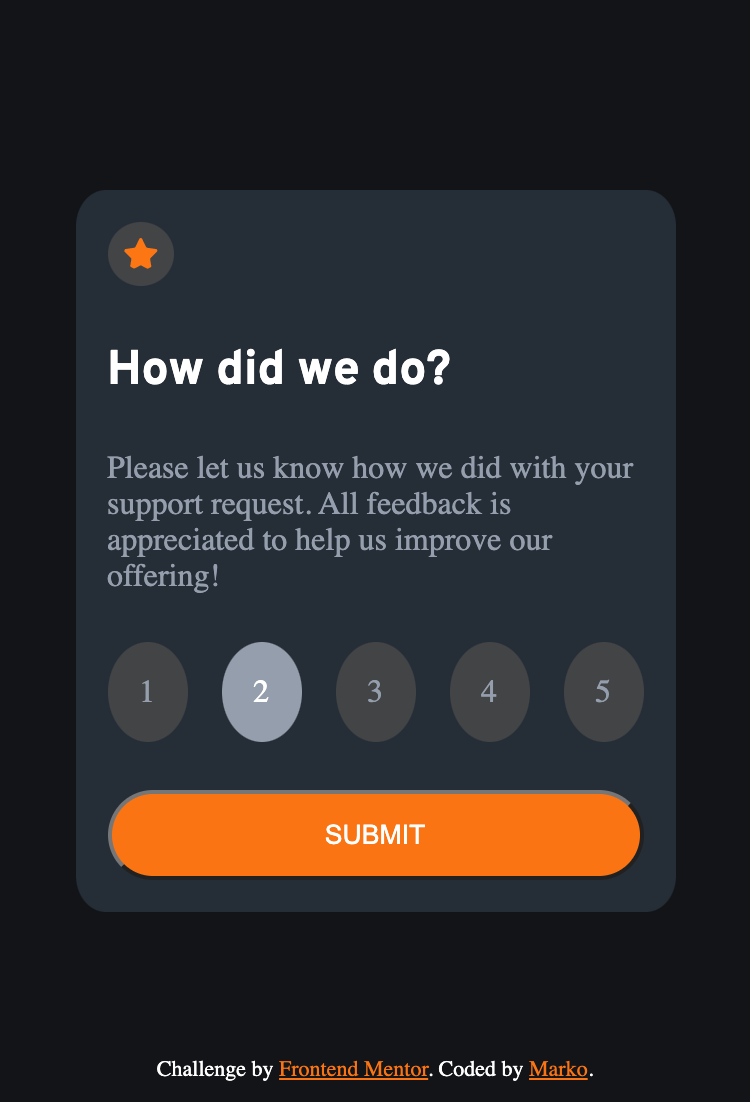 How did we do?
Please let us know how we did with your
support request. All feedback is
appreciated to help us improve our
offering!
1 2 3 4 5
SUBMIT
Challenge by Frontend Mentor. Coded by Marko.